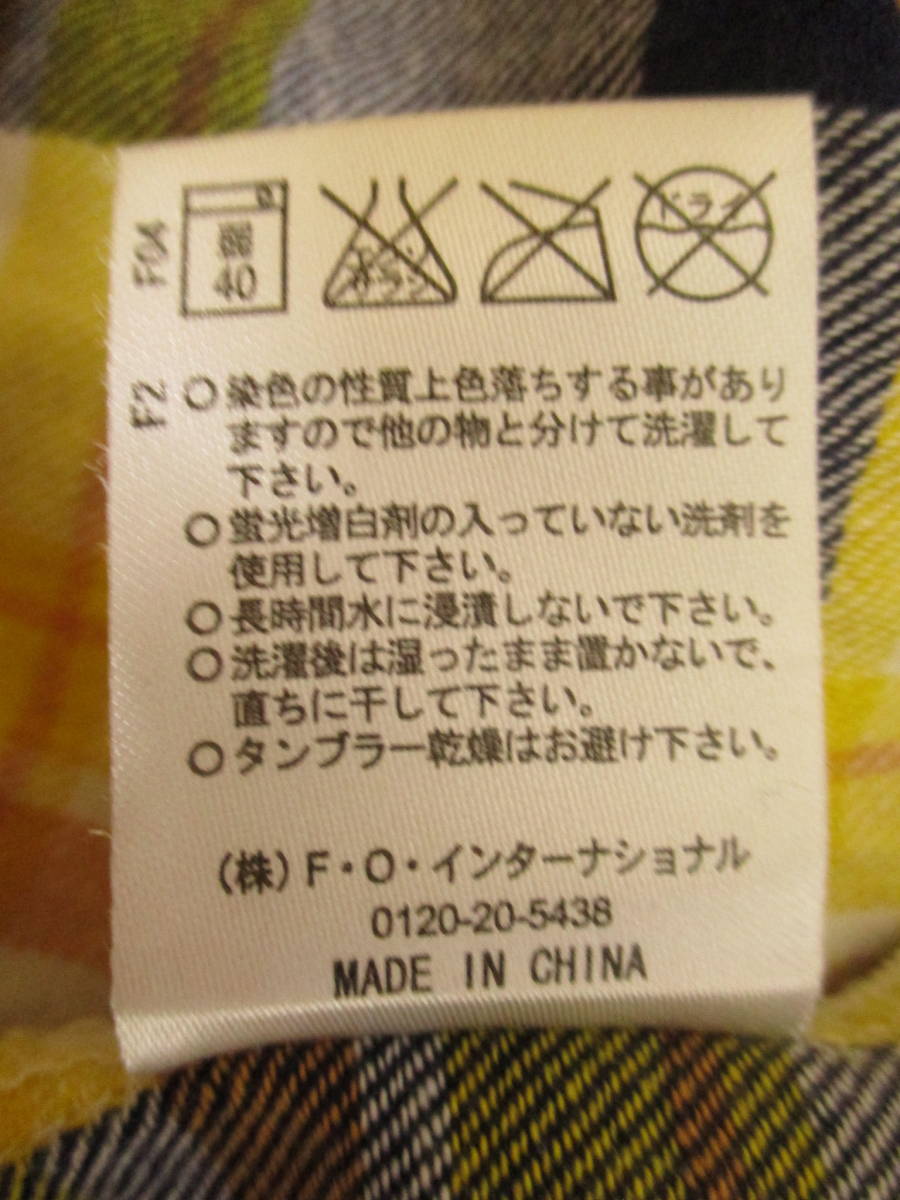 F04
40
ドライ
F2
○ 染色の性質上色落ちする事があり
ますので他の物と分けて洗濯して
下さい。
○ 蛍光増白剤の入っていない洗剤を
使用して下さい。
○ 長時間水に浸漬しないで下さい。
○ 洗濯後は湿ったまま置かないで、
直ちに干して下さい。
○ タンブラー乾燥はお避け下さい。
(株) F・O・インターナショナル
0120-20-5438
MADE IN CHINA